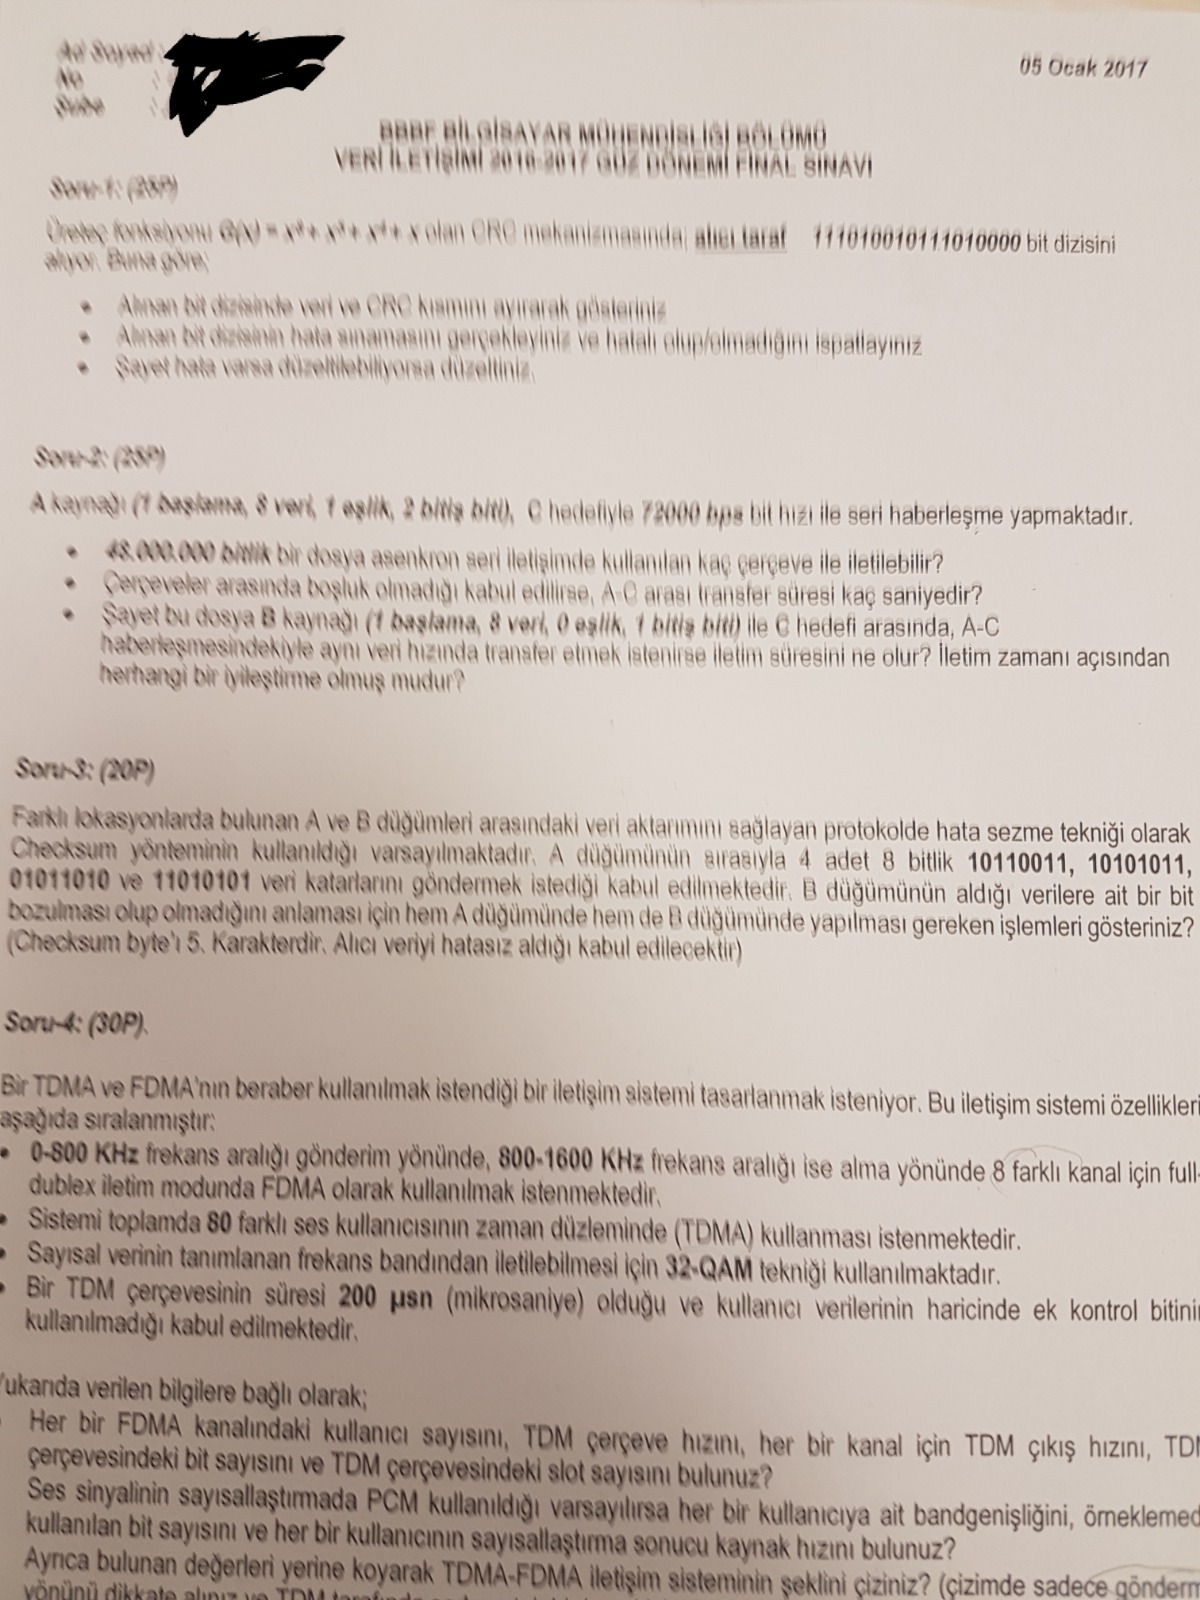 Ad Soyad :
No :
Şube :
05 Ocak 2017
BBBF BİLGİSAYAR MÜHENDİSLİĞİ BÖLÜMÜ
VERİ İLETİŞİMİ 2016-2017 GÜZ DÖNEMİ FİNAL SINAVI
Soru-1: (25P)
Üreteç fonksiyonu G(x) = olan CRC mekanizmasında; alıcı taraf 111010010111010000 bit dizisini
alıyor. Buna göre;
• Alınan bit dizisinde veri ve CRC kısmını ayırarak gösteriniz
• Alınan bit dizisinin hata sınamasını gerçekleyiniz ve hatalı olup/olmadığını ispatlayınız
• Şayet hata varsa düzeltilebiliyorsa düzeltiniz.
Soru-2: (25P)
A kaynağı (1 başlama, 8 veri, 1 eşlik, 2 bitiş biti), C hedefiyle 72000 bps bit hızı ile seri haberleşme yapmaktadır.
• 48.000.000 bitlik bir dosya asenkron seri iletişimde kullanılan kaç çerçeve ile iletilebilir?
• Çerçeveler arasında boşluk olmadığı kabul edilirse, A-C arası transfer süresi kaç saniyedir?
• Şayet bu dosya B kaynağı (1 başlama, 8 veri, 0 eşlik, 1 bitiş biti) ile C hedefi arasında, A-C
haberleşmesindekiyle aynı veri hızında transfer etmek istenirse iletim süresini ne olur? İletim zamanı açısından
herhangi bir iyileştirme olmuş mudur?
Soru-3: (20P)
Farklı lokasyonlarda bulunan A ve B düğümleri arasındaki veri aktarımını sağlayan protokolde hata sezme tekniği olarak
Checksum yönteminin kullanıldığı varsayılmaktadır. A düğümünün sırasıyla 4 adet 8 bitlik 10110011, 10101011,
01011010 ve 11010101 veri katarlarını göndermek istediği kabul edilmektedir. B düğümünün aldığı verilere ait bir bit
bozulması olup olmadığını anlaması için hem A düğümünde hem de B düğümünde yapılması gereken işlemleri gösteriniz?
(Checksum byte'ı 5. Karakterdir. Alıcı veriyi hatasız aldığı kabul edilecektir)
Soru-4: (30P).
Bir TDMA ve FDMA'nın beraber kullanılmak istendiği bir iletişim sistemi tasarlanmak isteniyor. Bu iletişim sistemi özellikleri
aşağıda sıralanmıştır:
• 0-800 KHz frekans aralığı gönderim yönünde, 800-1600 KHz frekans aralığı ise alma yönünde 8 farklı kanal için full-
dublex iletim modunda FDMA olarak kullanılmak istenmektedir.
• Sistemi toplamda 80 farklı ses kullanıcısının zaman düzleminde (TDMA) kullanması istenmektedir.
• Sayısal verinin tanımlanan frekans bandından iletilebilmesi için 32-QAM tekniği kullanılmaktadır.
• Bir TDM çerçevesinin süresi 200 µsn (mikrosaniye) olduğu ve kullanıcı verilerinin haricinde ek kontrol bitinin
kullanılmadığı kabul edilmektedir.
Yukarıda verilen bilgilere bağlı olarak;
Her bir FDMA kanalındaki kullanıcı sayısını, TDM çerçeve hızını, her bir kanal için TDM çıkış hızını, TDM
çerçevesindeki bit sayısını ve TDM çerçevesindeki slot sayısını bulunuz?
Ses sinyalinin sayısallaştırmada PCM kullanıldığı varsayılırsa her bir kullanıcıya ait bandgenişliğini, örneklemed
kullanılan bit sayısını ve her bir kullanıcının sayısallaştırma sonucu kaynak hızını bulunuz?
Ayrıca bulunan değerleri yerine koyarak TDMA-FDMA iletişim sisteminin şeklini çiziniz? (çizimde sadece gönderm
yönünü dikkate alınız ve TDM